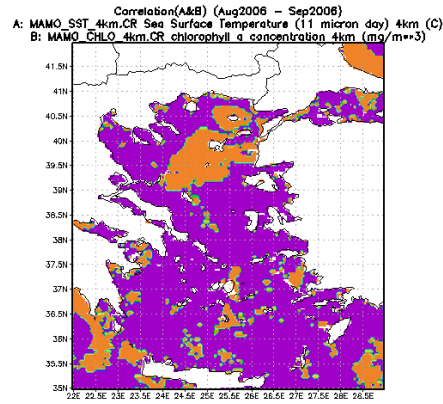 Correlation(A&B) (Aug2006 - Sep2006)
A: MAMO_SST_4km.CR Sea Surface Temperature (11 micron day) 4km (C)
B: MAMO_CHLO_4km.CR chlorophyll a concentration 4km (mg/m**3)
41.5N
41N
40.5N
40N
39.5N
39N
38.5N
38N
37.5N
37N
36.5N
36N
35.5N
35N
22E 22.5E 23E 23.5E 24E 24.5E 25E 25.5E 26E 26.5E 27E 27.5E 28E 28.5E